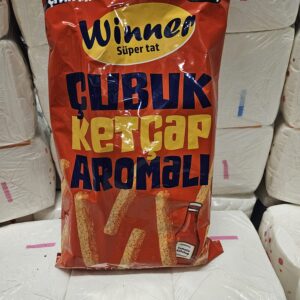 Winner
Süper tat
ÇUBUK
KETÇAP
AROMALI